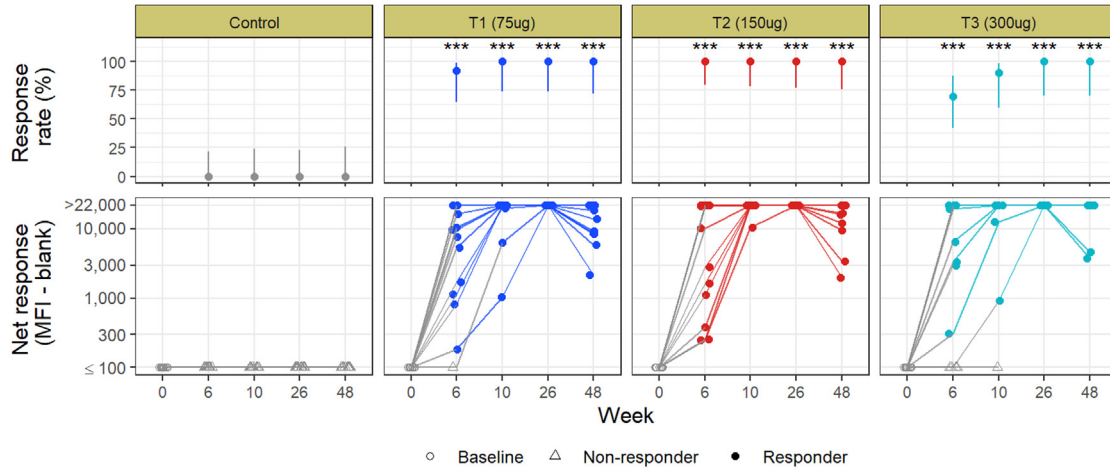 Control T1 (75ug) T2 (150ug) T3 (300ug)
*** *** *** *** *** *** *** *** *** *** *** ***
Response
rate (%)
100
75
50
25
0
Net response
(MFI - blank)
>22,000
10,000
3,000
1,000
300
≤ 100
0 6 10 26 48 0 6 10 26 48 0 6 10 26 48 0 6 10 26 48
Week
Baseline Non-responder Responder